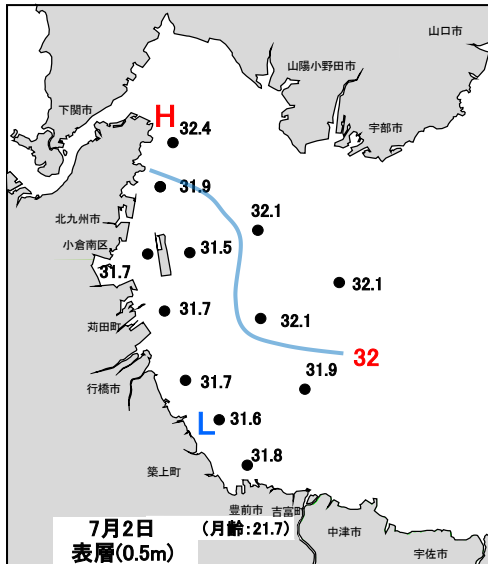 山口市
山陽小野田市
下関市
宇部市
H
32.4
31.9
32.1
北九州市
小倉南区
31.5
31.7
32.1
31.7
32.1
苅田町
32
31.9
31.7
行橋市
31.6
L
31.8
築上町
豊前市
吉富町
7月2日 (月齢:21.7)
中津市
表層(0.5m)
宇佐市